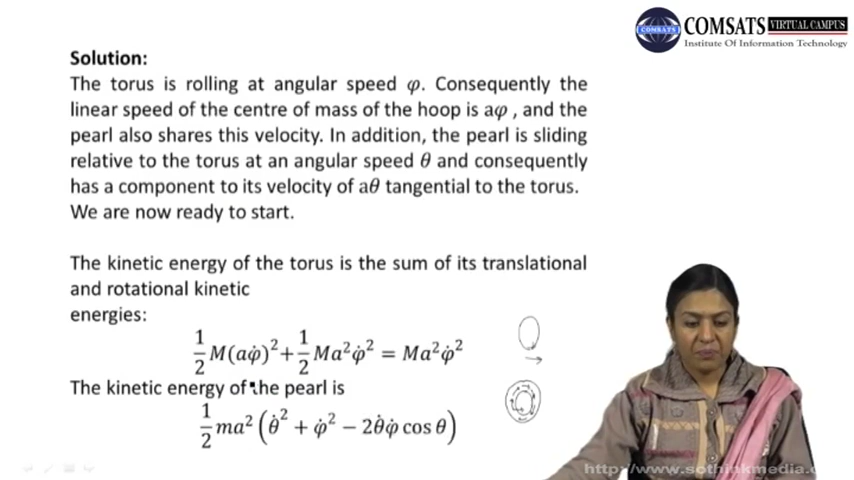 COMSATS VIRTUAL CAMPUS
COMSATS
Institute Of Information Technology
Solution:
The torus is rolling at angular speed φ. Consequently the
linear speed of the centre of mass of the hoop is aφ , and the
pearl also shares this velocity. In addition, the pearl is sliding
relative to the torus at an angular speed θ and consequently
has a component to its velocity of aθ tangential to the torus.
We are now ready to start.
The kinetic energy of the torus is the sum of its translational
and rotational kinetic
energies:
1/2 M(aφ̇)² + 1/2 Ma²φ̇² = Ma²φ̇²
The kinetic energy of the pearl is
1/2 ma² (θ̇² + φ̇² − 2θ̇φ̇ cos θ)
http://www.sothinkmedia.c